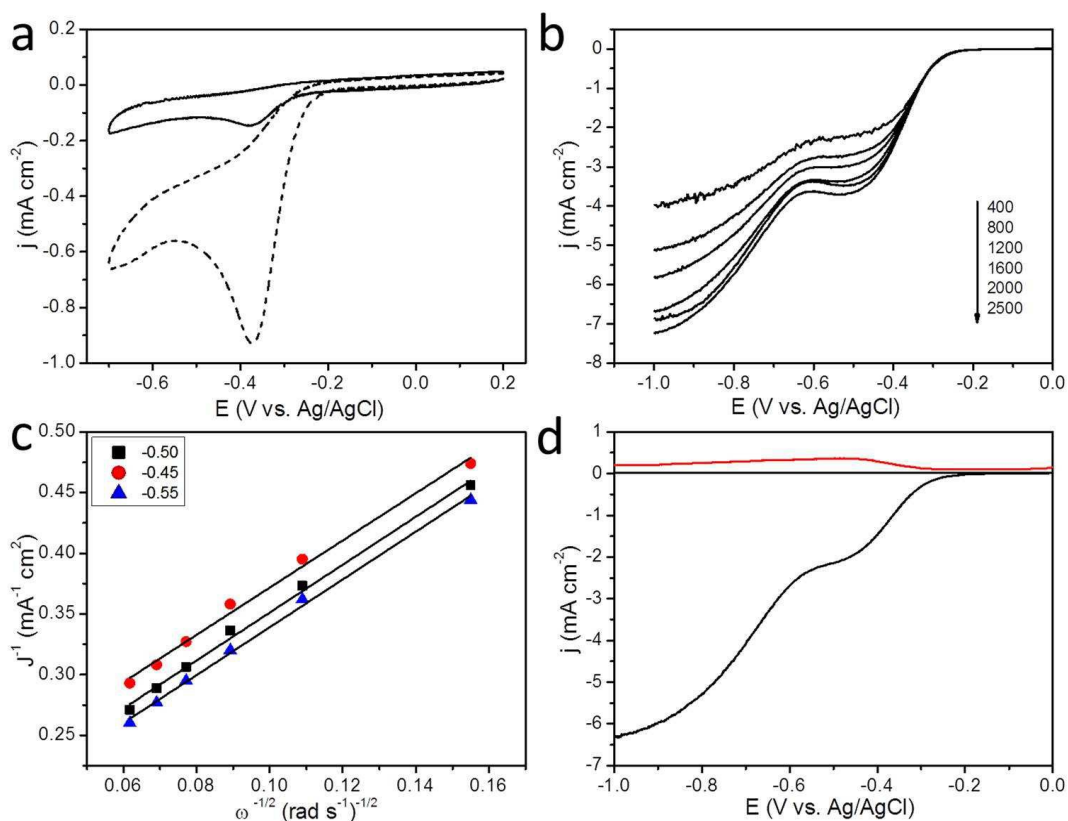 a
0.2
0.0
-0.2
-0.4
-0.6
-0.8
-1.0
j (mA cm⁻²)
-0.6 -0.4 -0.2 0.0 0.2
E (V vs. Ag/AgCl)
b
0
-1
-2
-3
-4
-5
-6
-7
-8
j (mA cm⁻²)
400
800
1200
1600
2000
2500
-1.0 -0.8 -0.6 -0.4 -0.2 0.0
E (V vs. Ag/AgCl)
c
0.50
0.45
0.40
0.35
0.30
0.25
J⁻¹ (mA⁻¹ cm²)
-0.50
-0.45
-0.55
0.06 0.08 0.10 0.12 0.14 0.16
ω⁻¹/² (rad s⁻¹)⁻¹/²
d
1
0
-1
-2
-3
-4
-5
-6
-7
j (mA cm⁻²)
-1.0 -0.8 -0.6 -0.4 -0.2 0.0
E (V vs. Ag/AgCl)